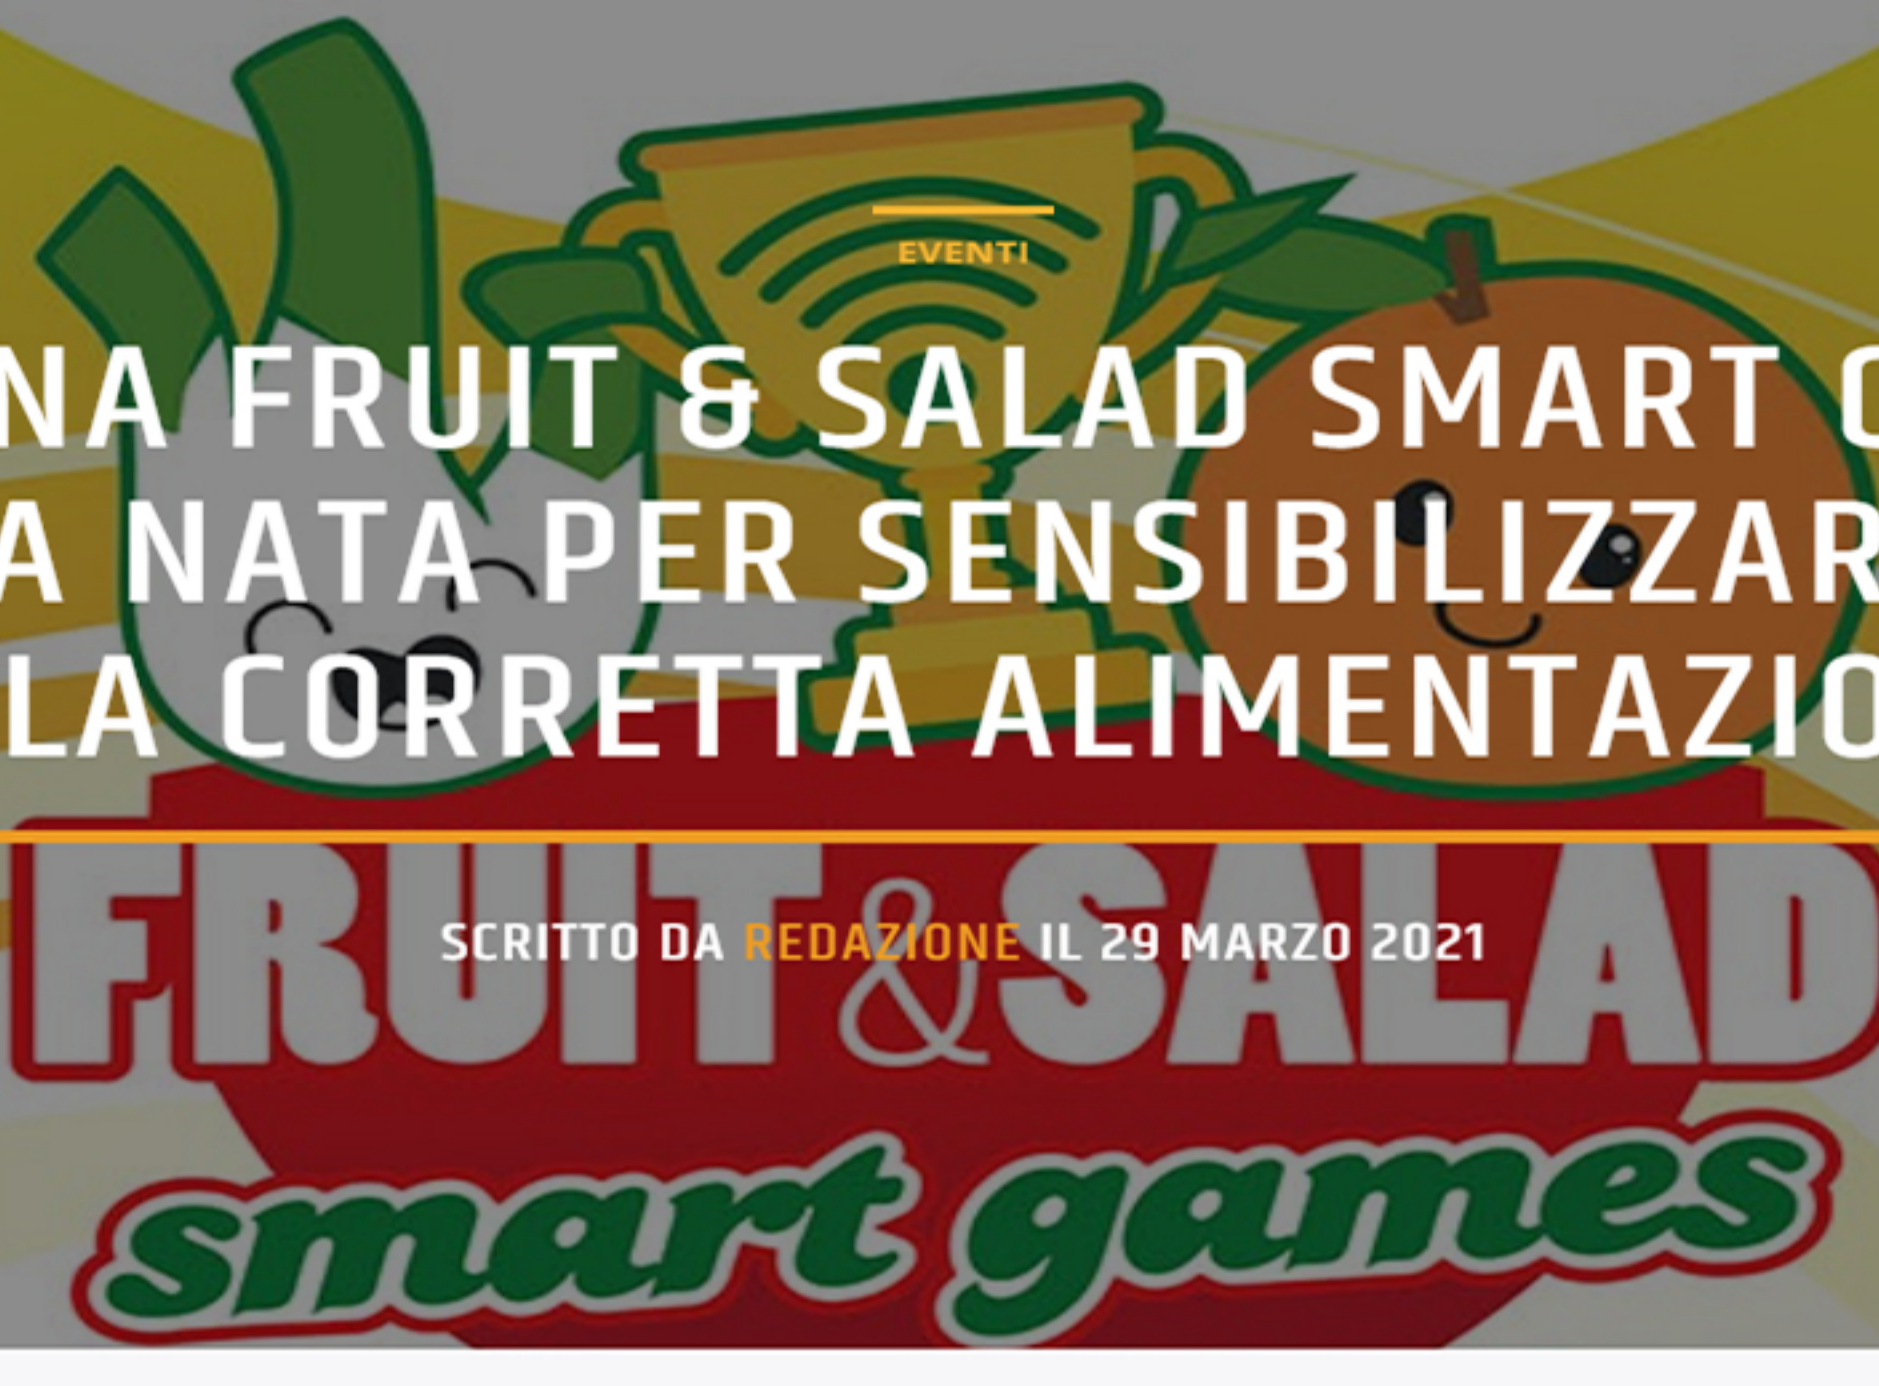 EVENTI
NA FRUIT & SALAD SMART
A NATA PER SENSIBILIZZAR
LA CORRETTA ALIMENTAZIO
SCRITTO DA REDAZIONE IL 29 MARZO 2021
FRUIT & SALAD
smart games